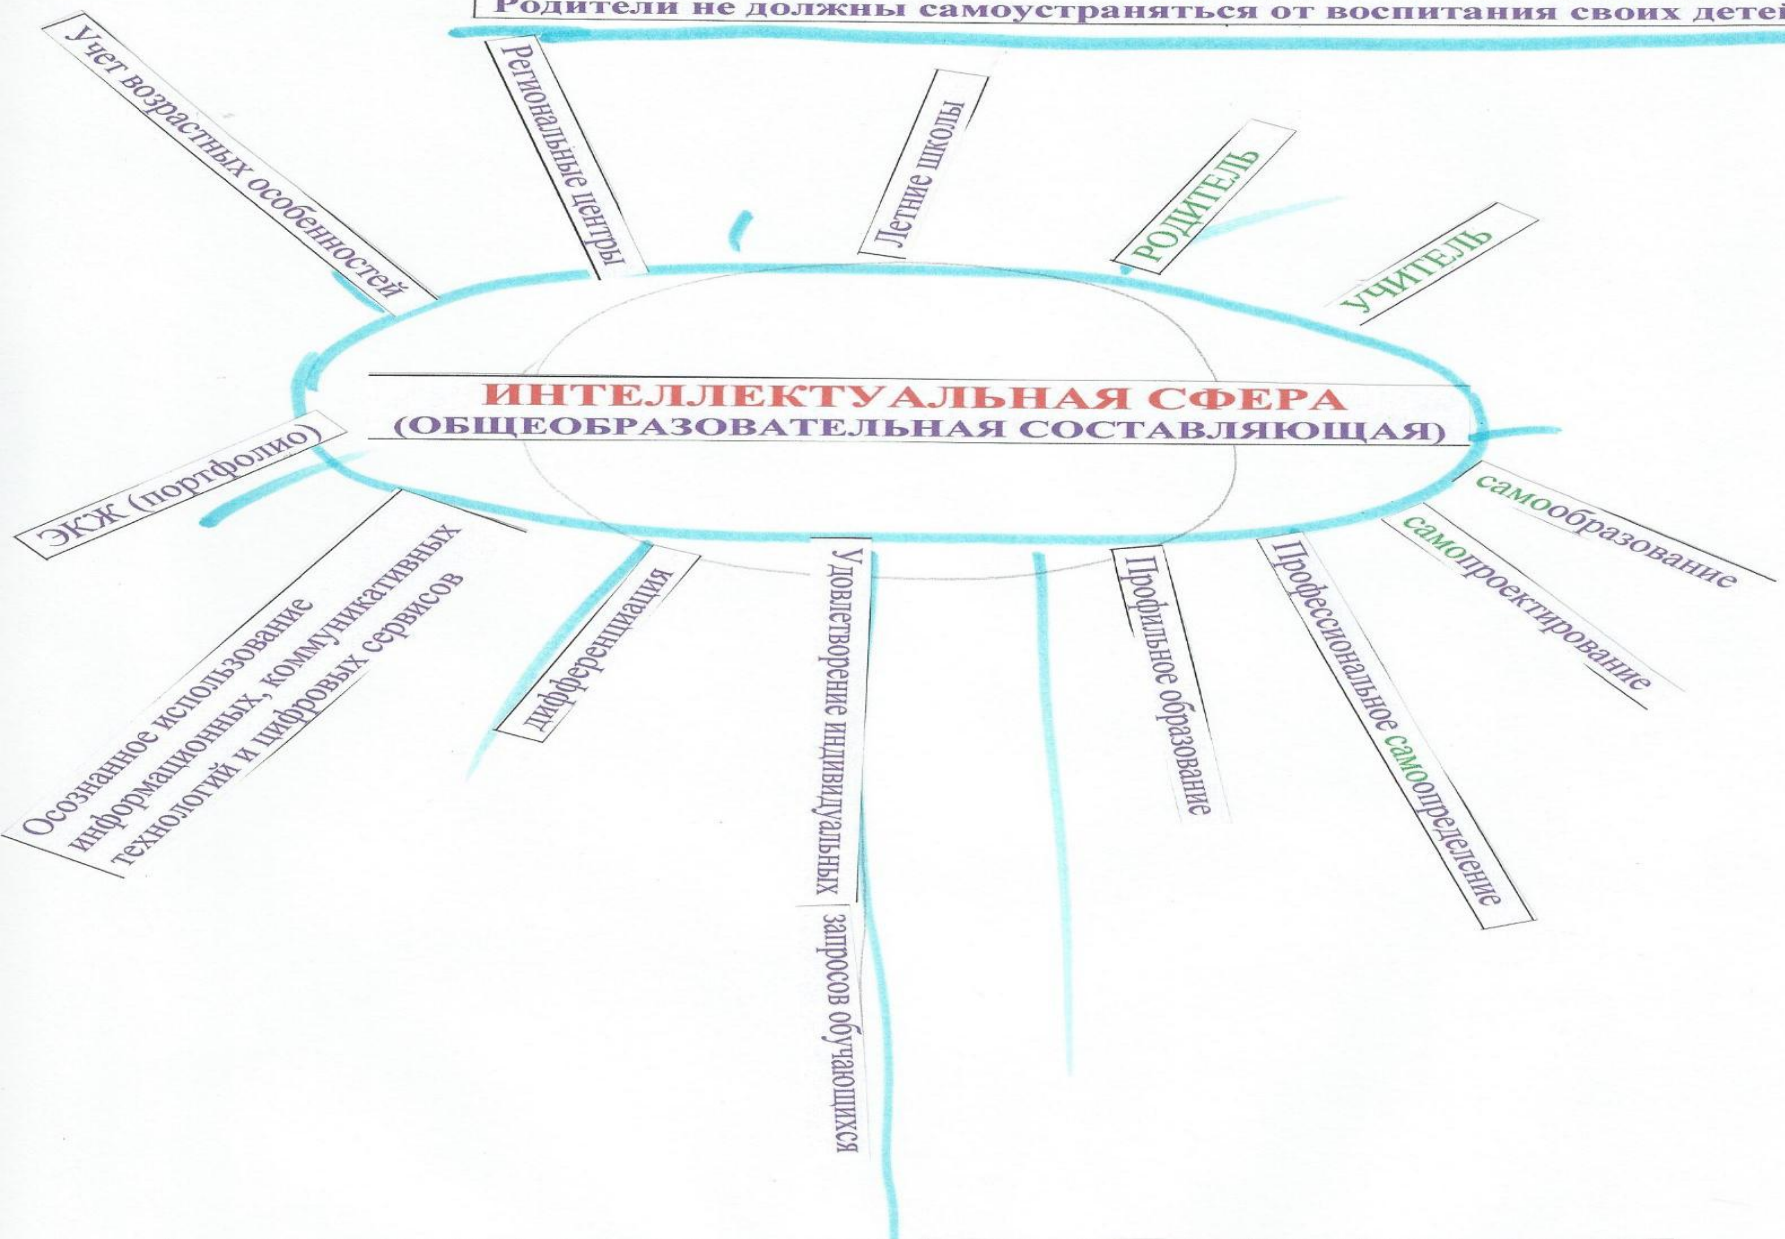 Родители не должны самоустраняться от воспитания своих детей
Учет возрастных особенностей
Региональные центры
Летние школы
РОДИТЕЛЬ
УЧИТЕЛЬ
ИНТЕЛЛЕКТУАЛЬНАЯ СФЕРА
(ОБЩЕОБРАЗОВАТЕЛЬНАЯ СОСТАВЛЯЮЩАЯ)
ЭКЖ (портфолио)
Осознанное использование
информационных, коммуникативных
технологий и цифровых сервисов
дифференциация
Удовлетворение индивидуальных запросов обучающихся
Профильное образование
Профессиональное самоопределение
самопроектирование
самообразование